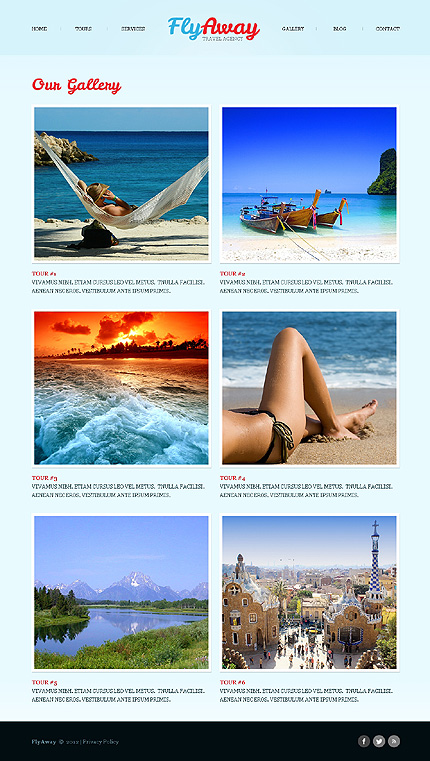 HOME TOURS SERVICES FlyAway GALLERY BLOG CONTACT
TRAVEL AGENCY
Our Gallery
TOUR #1
VIVAMUS NIBH, ETIAM CURSUS LEO VEL METUS. TNULLA FACILISI.
AENEAN NEC EROS. VESTIBULUM ANTE IPSUM PRIMIS.
TOUR #2
VIVAMUS NIBH, ETIAM CURSUS LEO VEL METUS. TNULLA FACILISI.
AENEAN NEC EROS. VESTIBULUM ANTE IPSUM PRIMIS.
TOUR #3
VIVAMUS NIBH, ETIAM CURSUS LEO VEL METUS. TNULLA FACILISI.
AENEAN NEC EROS. VESTIBULUM ANTE IPSUM PRIMIS.
TOUR #4
VIVAMUS NIBH, ETIAM CURSUS LEO VEL METUS. TNULLA FACILISI.
AENEAN NEC EROS. VESTIBULUM ANTE IPSUM PRIMIS.
TOUR #5
VIVAMUS NIBH, ETIAM CURSUS LEO VEL METUS. TNULLA FACILISI.
AENEAN NEC EROS. VESTIBULUM ANTE IPSUM PRIMIS.
TOUR #6
VIVAMUS NIBH, ETIAM CURSUS LEO VEL METUS. TNULLA FACILISI.
AENEAN NEC EROS. VESTIBULUM ANTE IPSUM PRIMIS.
FlyAway © 2012 | Privacy Policy